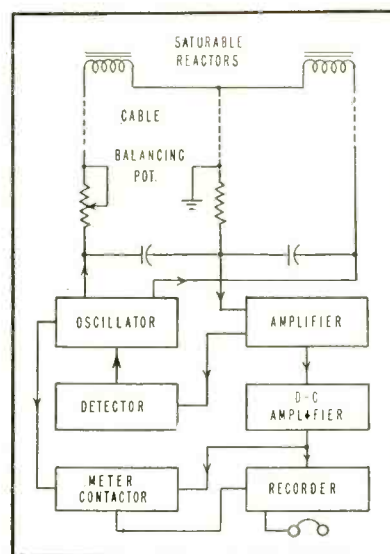 SATURABLE
REACTORS
CABLE
BALANCING
POT.
OSCILLATOR
AMPLIFIER
DETECTOR
D-C
AMPLIFIER
METER
CONTACTOR
RECORDER